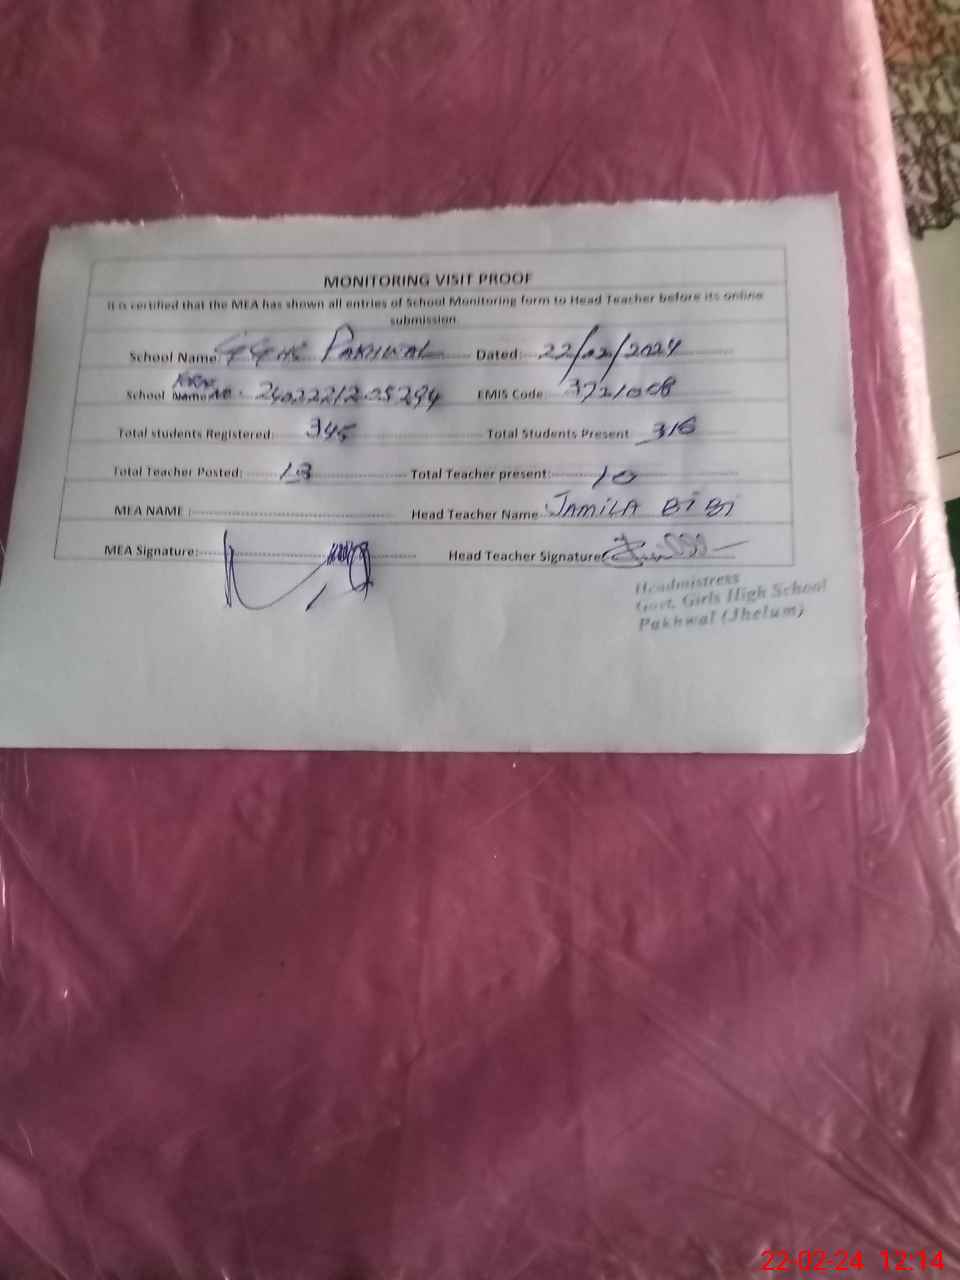 MONITORING VISIT PROOF
It is certified that the MEA has shown all entries of School Monitoring form to Head Teacher before its online
submission.
School Name: GGHS PAKHWAL Dated: 22/02/2024
School Name EMIS Code: 3721008
Total students Registered: 345 Total Students Present 316
Total Teacher Posted: 13 Total Teacher present: 10
MEA NAME : Head Teacher Name JAMILA BiBi
MEA Signature: Head Teacher Signature:
Headmistress
Govt. Girls High School
Pakhwal (Jhelum)
22-02-24 12:14